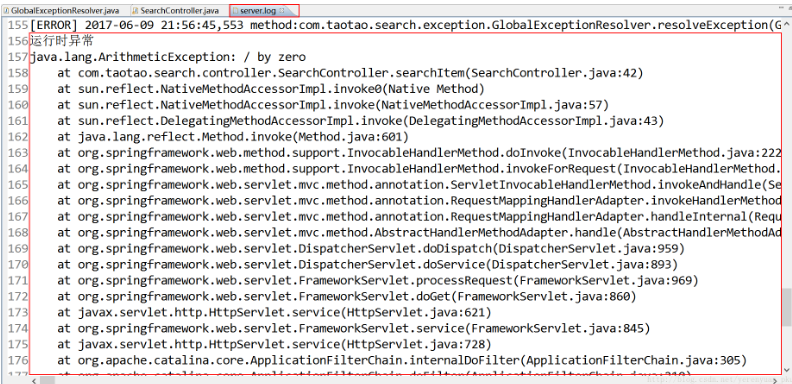 GlobalExceptionResolver.java SearchController.java server.log
155 [ERROR] 2017-06-09 21:56:45,553 method:com.taotao.search.exception.GlobalExceptionResolver.resolveException(G
156 运行时异常
157 java.lang.ArithmeticException: / by zero
158 at com.taotao.search.controller.SearchController.searchItem(SearchController.java:42)
159 at sun.reflect.NativeMethodAccessorImpl.invoke0(Native Method)
160 at sun.reflect.NativeMethodAccessorImpl.invoke(NativeMethodAccessorImpl.java:57)
161 at sun.reflect.DelegatingMethodAccessorImpl.invoke(DelegatingMethodAccessorImpl.java:43)
162 at java.lang.reflect.Method.invoke(Method.java:601)
163 at org.springframework.web.method.support.InvocableHandlerMethod.doInvoke(InvocableHandlerMethod.java:222
164 at org.springframework.web.method.support.InvocableHandlerMethod.invokeForRequest(InvocableHandlerMethod.
165 at org.springframework.web.servlet.mvc.method.annotation.ServletInvocableHandlerMethod.invokeAndHandle(Se
166 at org.springframework.web.servlet.mvc.method.annotation.RequestMappingHandlerAdapter.invokeHandlerMethod
167 at org.springframework.web.servlet.mvc.method.annotation.RequestMappingHandlerAdapter.handleInternal(Requ
168 at org.springframework.web.servlet.mvc.method.AbstractHandlerMethodAdapter.handle(AbstractHandlerMethodAd
169 at org.springframework.web.servlet.DispatcherServlet.doDispatch(DispatcherServlet.java:959)
170 at org.springframework.web.servlet.DispatcherServlet.doService(DispatcherServlet.java:893)
171 at org.springframework.web.servlet.FrameworkServlet.processRequest(FrameworkServlet.java:969)
172 at org.springframework.web.servlet.FrameworkServlet.doGet(FrameworkServlet.java:860)
173 at javax.servlet.http.HttpServlet.service(HttpServlet.java:621)
174 at org.springframework.web.servlet.FrameworkServlet.service(FrameworkServlet.java:845)
175 at javax.servlet.http.HttpServlet.service(HttpServlet.java:728)
176 at org.apache.catalina.core.ApplicationFilterChain.internalDoFilter(ApplicationFilterChain.java:305)